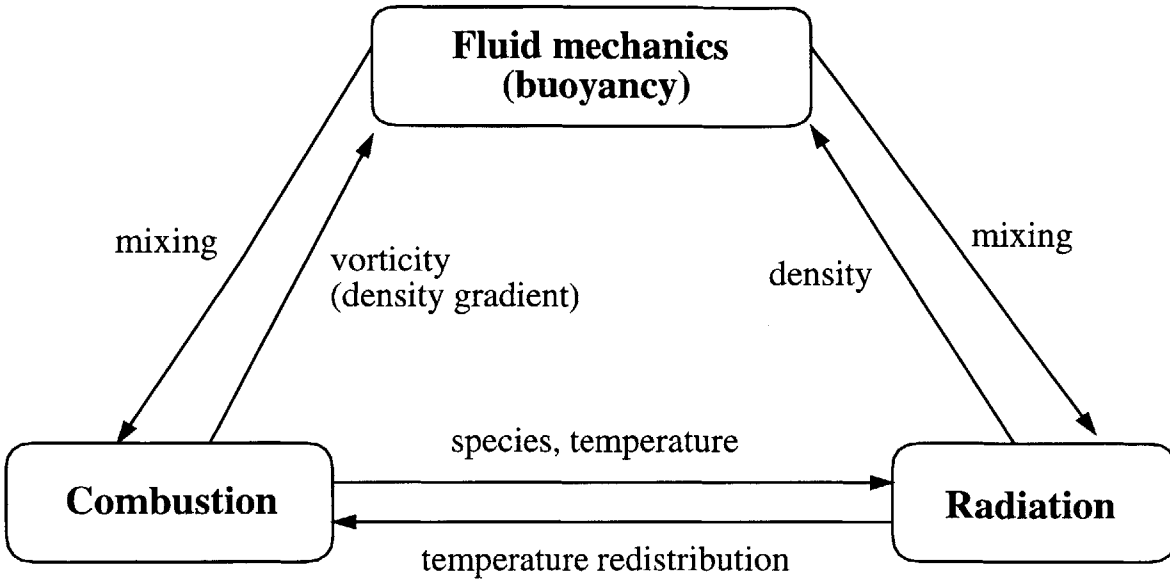 Fluid mechanics
(buoyancy)
mixing
vorticity
(density gradient)
density
mixing
species, temperature
Combustion
Radiation
temperature redistribution